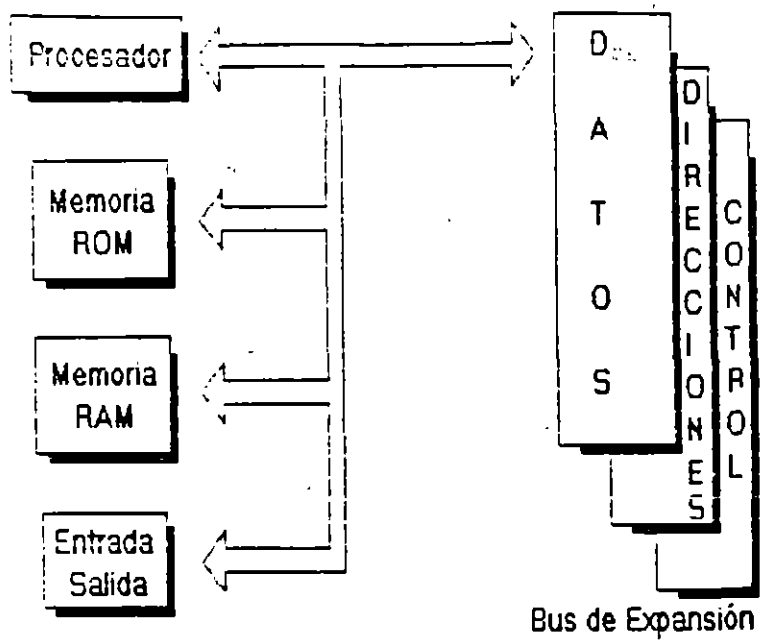 Procesador
Memoria
ROM
Memoria
RAM
Entrada
Salida
DATOS
DIRECCIONES
CONTROL
Bus de Expansión